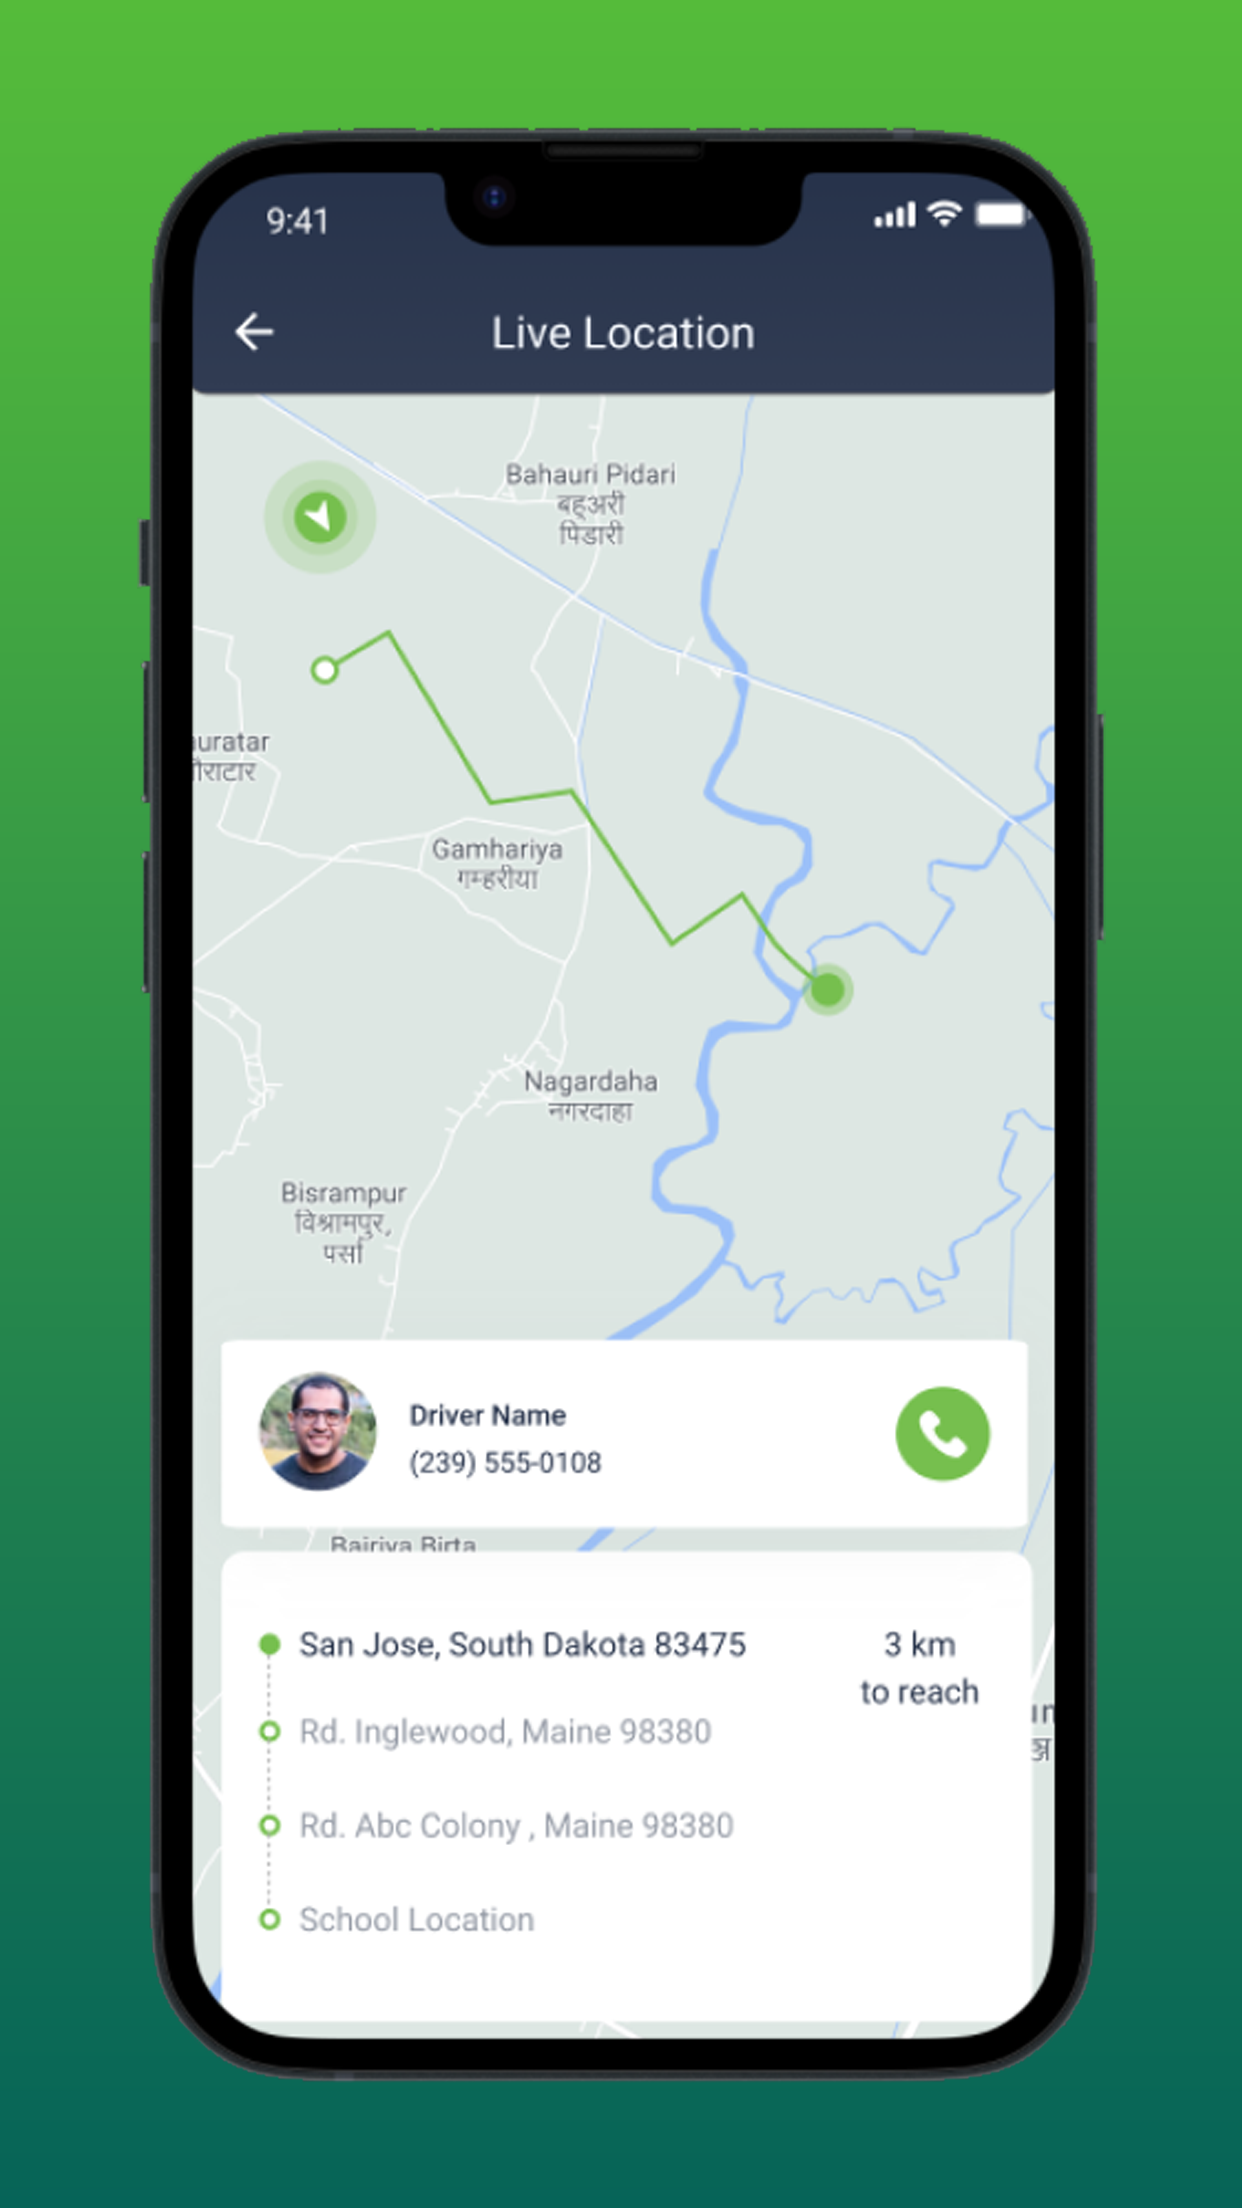 9:41
Live Location
Bahauri Pidari
बहुअरी
पिडारी
uratar
ौराटार
Gamhariya
गम्हरीया
Nagardaha
नगरदाहा
Bisrampur
विश्रामपुर,
पर्सा
Driver Name
(239) 555-0108
Bairiya Birta
San Jose, South Dakota 83475
3 km
to reach
Rd. Inglewood, Maine 98380
Rd. Abc Colony , Maine 98380
School Location